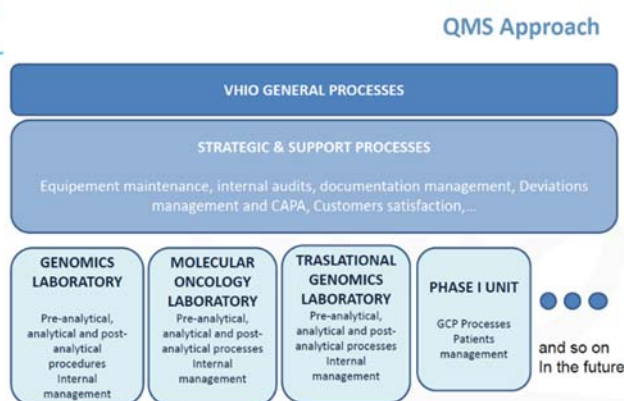 QMS Approach
VHIO GENERAL PROCESSES
STRATEGIC & SUPPORT PROCESSES
Equipement maintenance, internal audits, documentation management, Deviations
management and CAPA, Customers satisfaction,...
GENOMICS
LABORATORY
Pre-analytical,
analytical and post-
analytical
procedures
Internal
management
MOLECULAR
ONCOLOGY
LABORATORY
Pre-analytical,
analytical and post-
analytical processes
Internal
management
TRASLATIONAL
GENOMICS
LABORATORY
Pre-analytical,
analytical and post-
analytical processes
Internal
management
PHASE I UNIT
GCP Processes
Patients
management
and so on
In the future